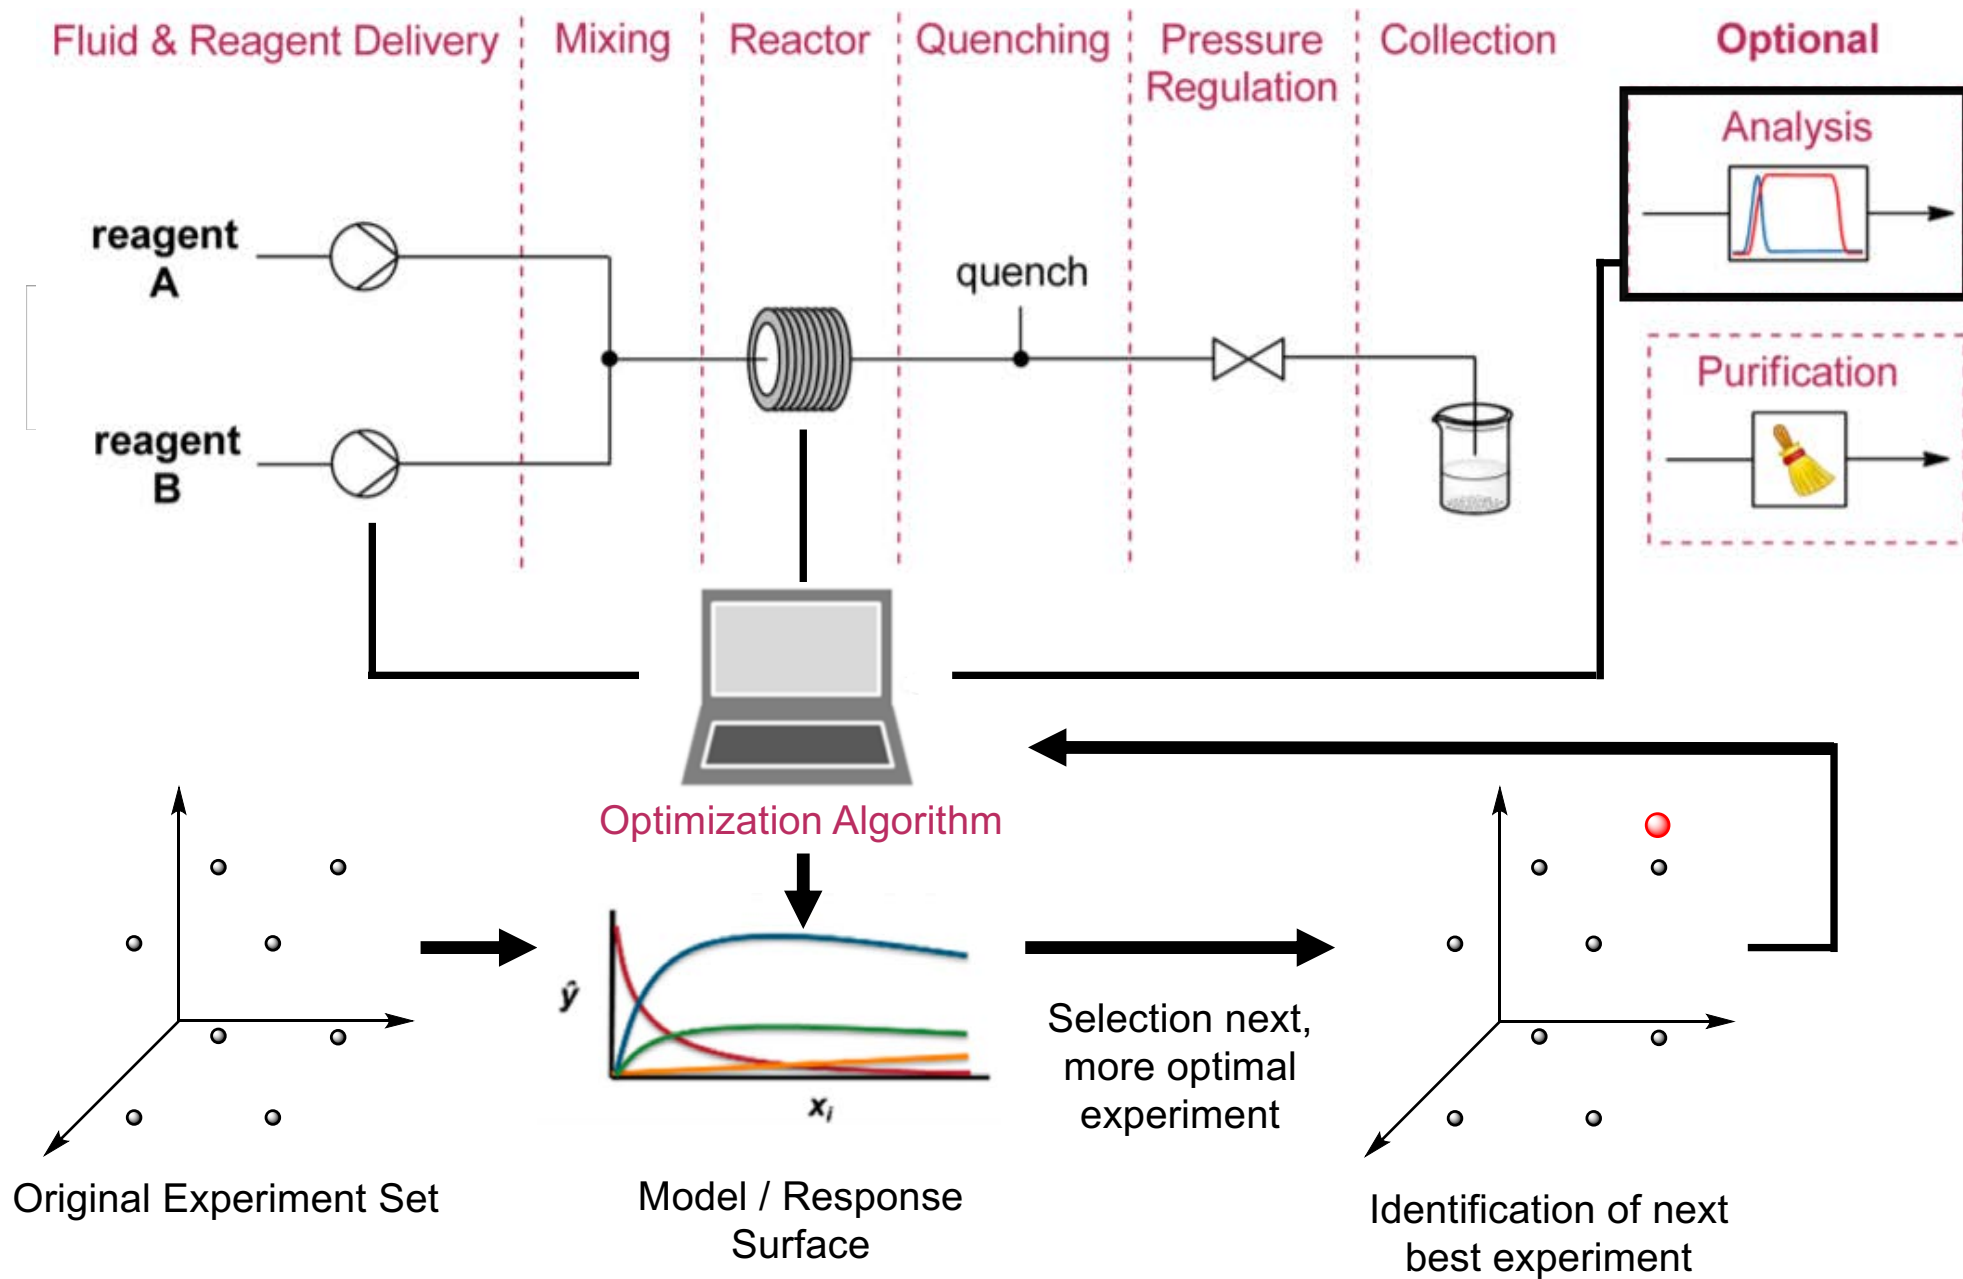 Fluid & Reagent Delivery
Mixing
Reactor
Quenching
Pressure
Regulation
Collection
Optional
Analysis
reagent
A
quench
Purification
reagent
B
Optimization Algorithm
ŷ
xᵢ
Selection next,
more optimal
experiment
Original Experiment Set
Model / Response
Surface
Identification of next
best experiment